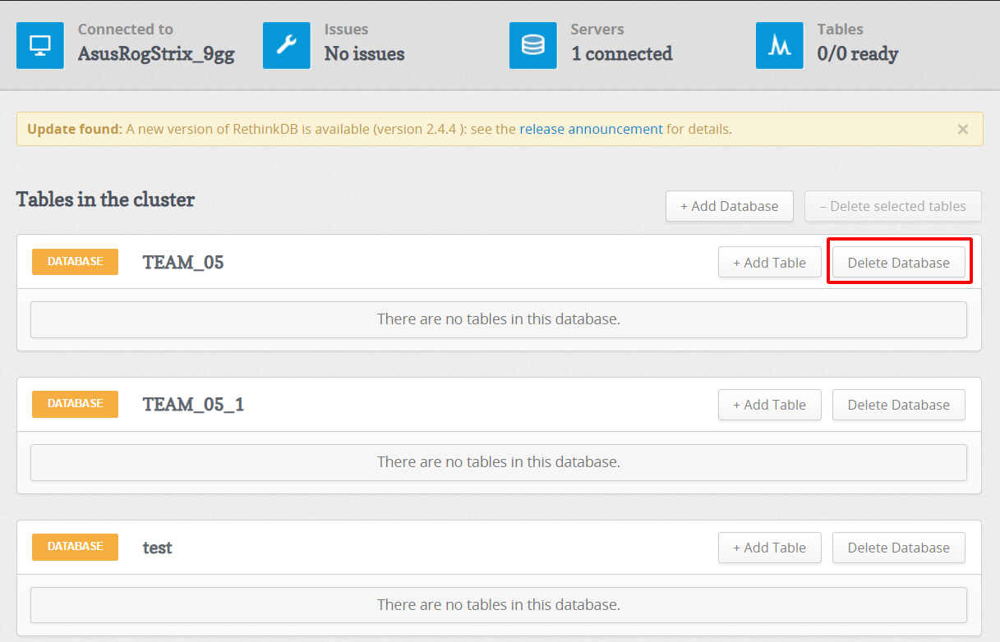 Connected to
AsusRogStrix_9gg
Issues
No issues
Servers
1 connected
Tables
0/0 ready
Update found: A new version of RethinkDB is available (version 2.4.4 ): see the release announcement for details. ×
Tables in the cluster
+ Add Database
– Delete selected tables
DATABASE TEAM_05 + Add Table Delete Database
There are no tables in this database.
DATABASE TEAM_05_1 + Add Table Delete Database
There are no tables in this database.
DATABASE test + Add Table Delete Database
There are no tables in this database.